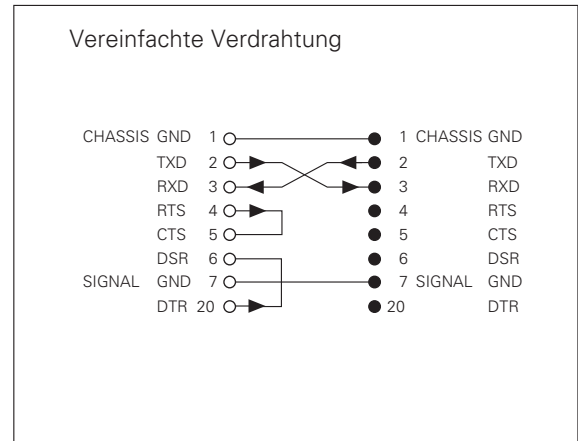 Vereinfachte Verdrahtung
CHASSIS GND 1 1 CHASSIS GND
TXD 2 2 TXD
RXD 3 3 RXD
RTS 4 4 RTS
CTS 5 5 CTS
DSR 6 6 DSR
SIGNAL GND 7 7 SIGNAL GND
DTR 20 20 DTR